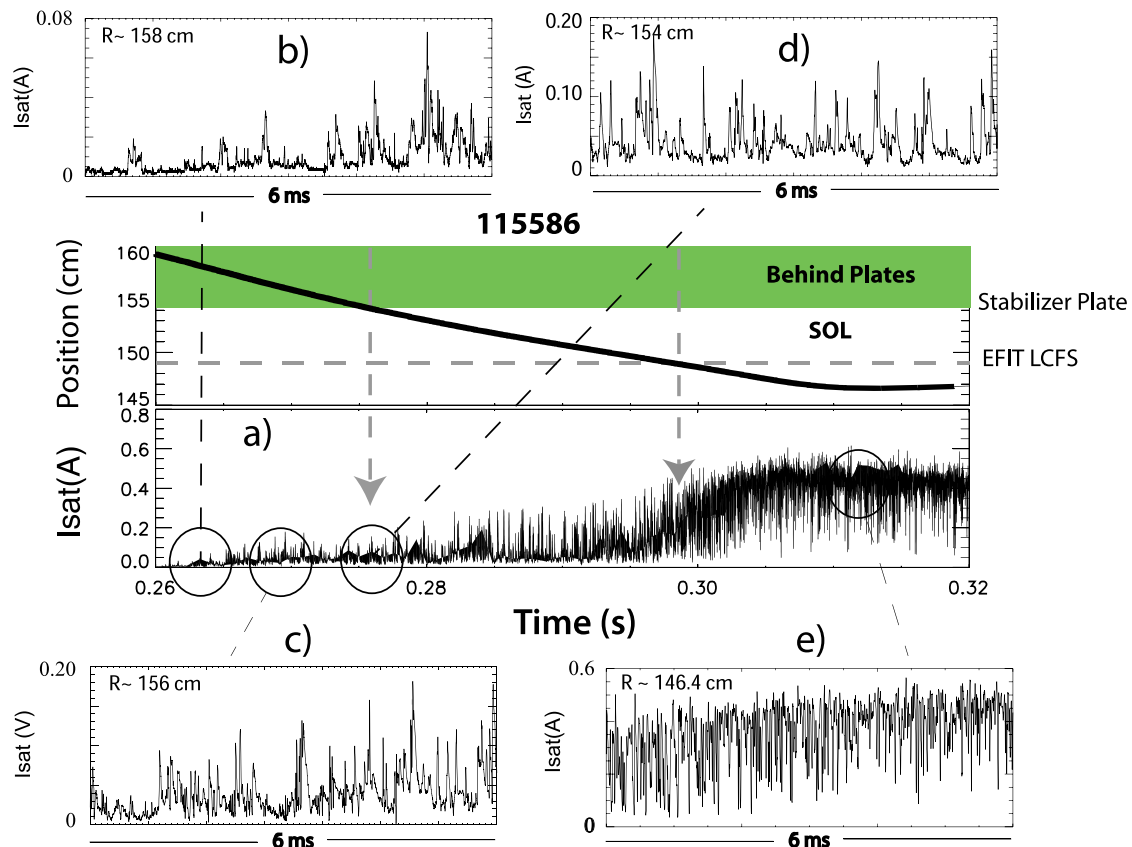 0.08
R~ 158 cm
b)
Isat(A)
0
6 ms
0.20
R~ 154 cm
d)
Isat (A)
0.10
0
6 ms
115586
160
155
150
145
Position (cm)
Behind Plates
SOL
Stabilizer Plate
EFIT LCFS
a)
0.8
0.6
0.4
0.2
0.0
Isat(A)
0.26
0.28
0.30
0.32
Time (s)
c)
0.20
R~ 156 cm
Isat (V)
0
6 ms
e)
0.6
R ~ 146.4 cm
Isat(A)
0
6 ms